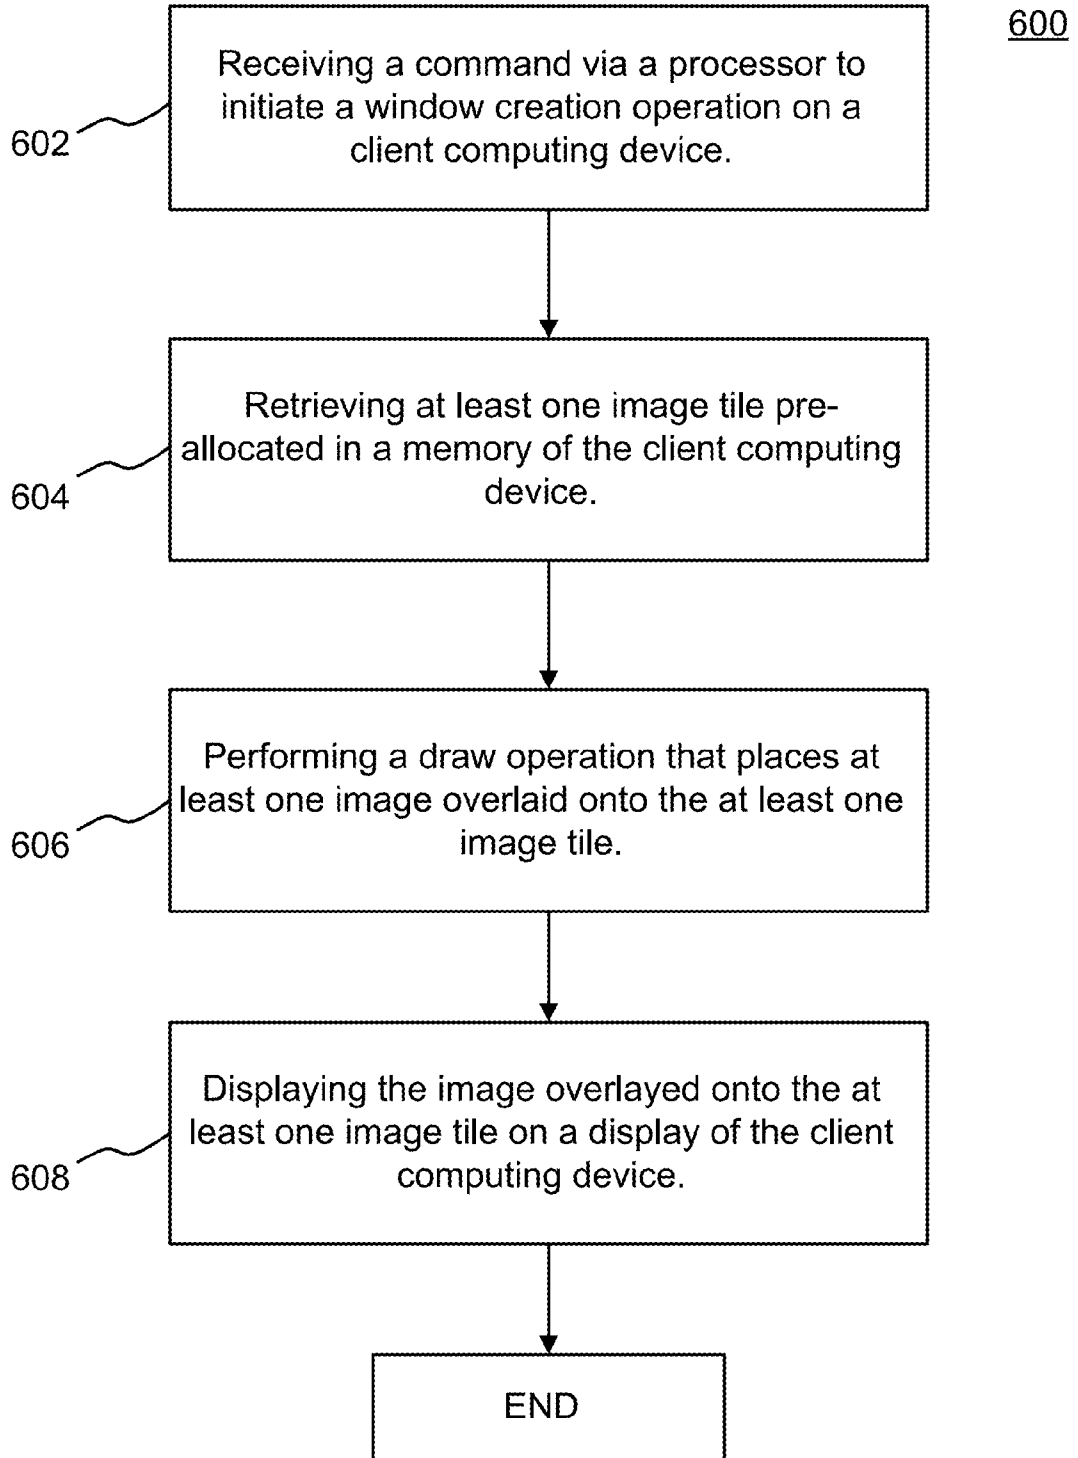 600
Receiving a command via a processor to
initiate a window creation operation on a
client computing device.
602
Retrieving at least one image tile pre-
allocated in a memory of the client computing
device.
604
Performing a draw operation that places at
least one image overlaid onto the at least one
image tile.
606
Displaying the image overlayed onto the at
least one image tile on a display of the client
computing device.
608
END